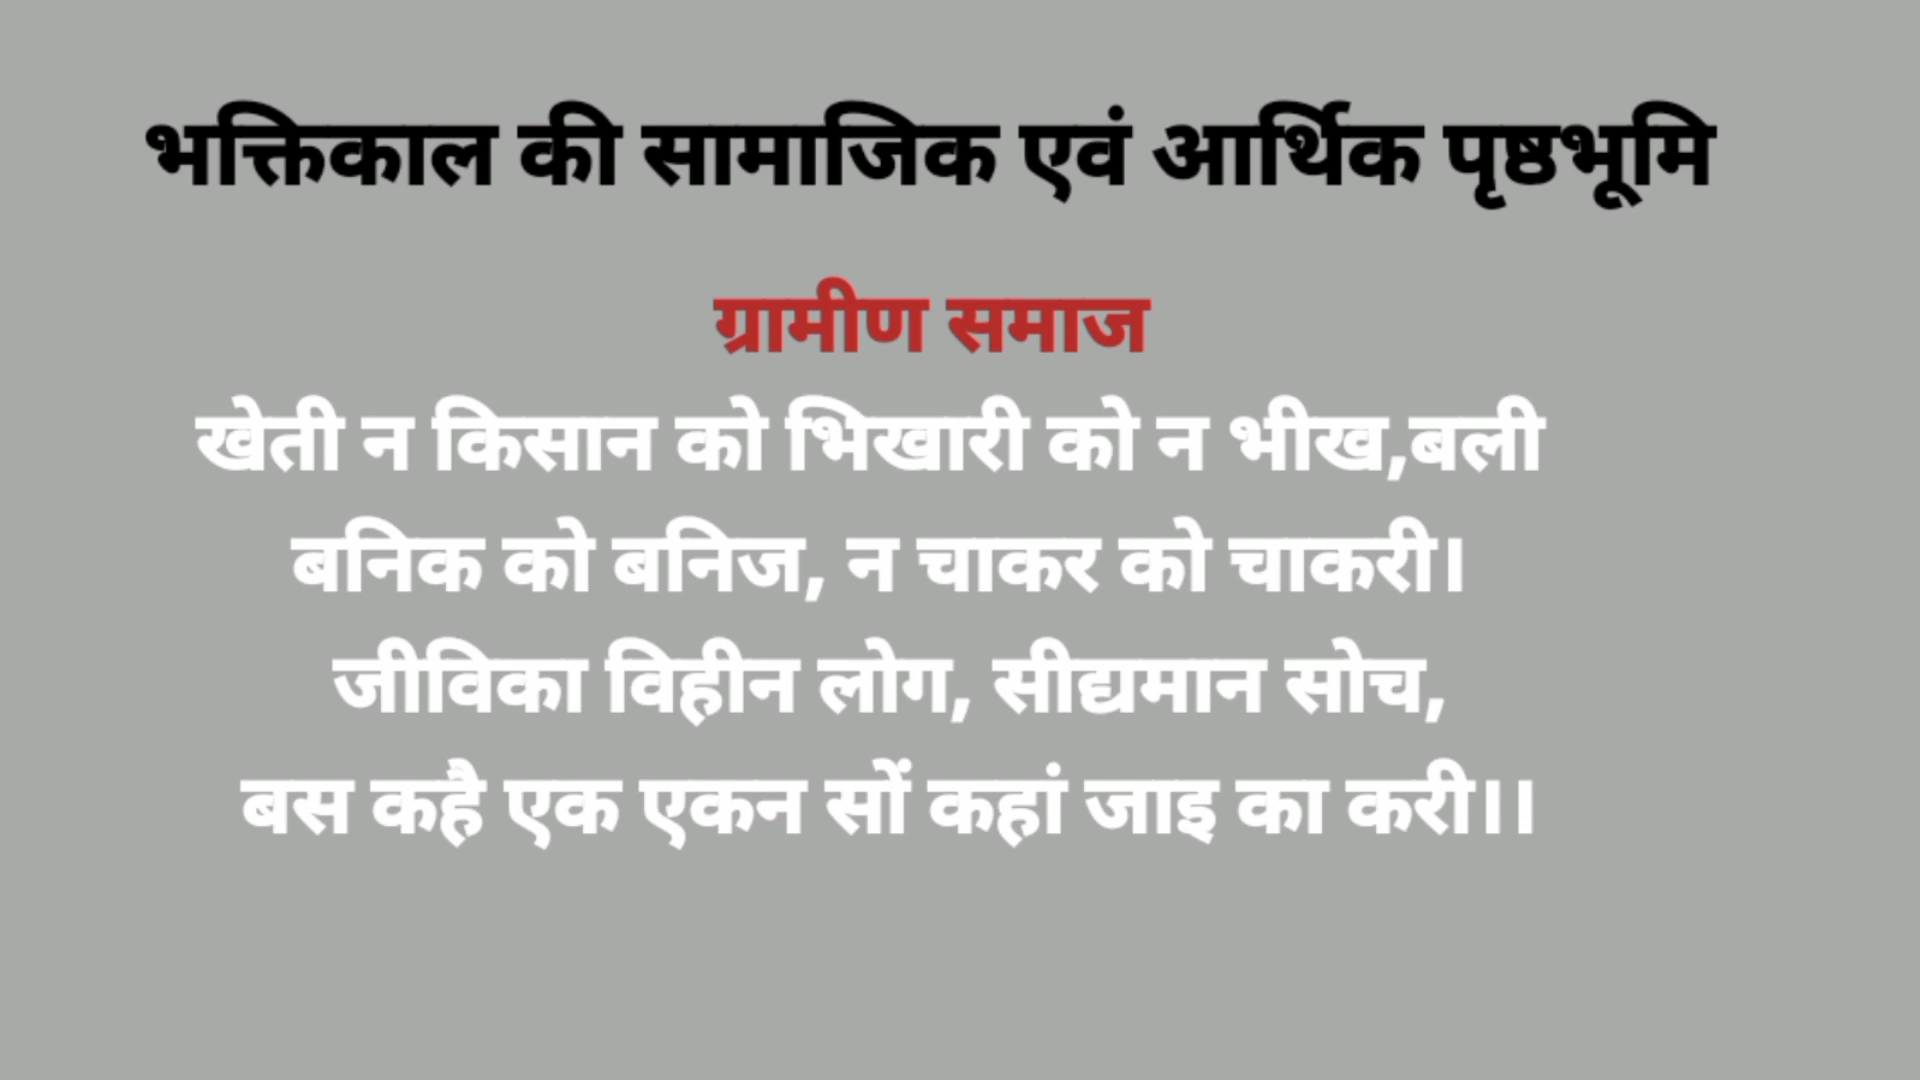 भक्तिकाल की सामाजिक एवं आर्थिक पृष्ठभूमि
ग्रामीण समाज
खेती न किसान को भिखारी को न भीख,बली
बनिक को बनिज, न चाकर को चाकरी।
जीविका विहीन लोग, सीद्यमान सोच,
बस कहै एक एकन सों कहां जाइ का करी।।